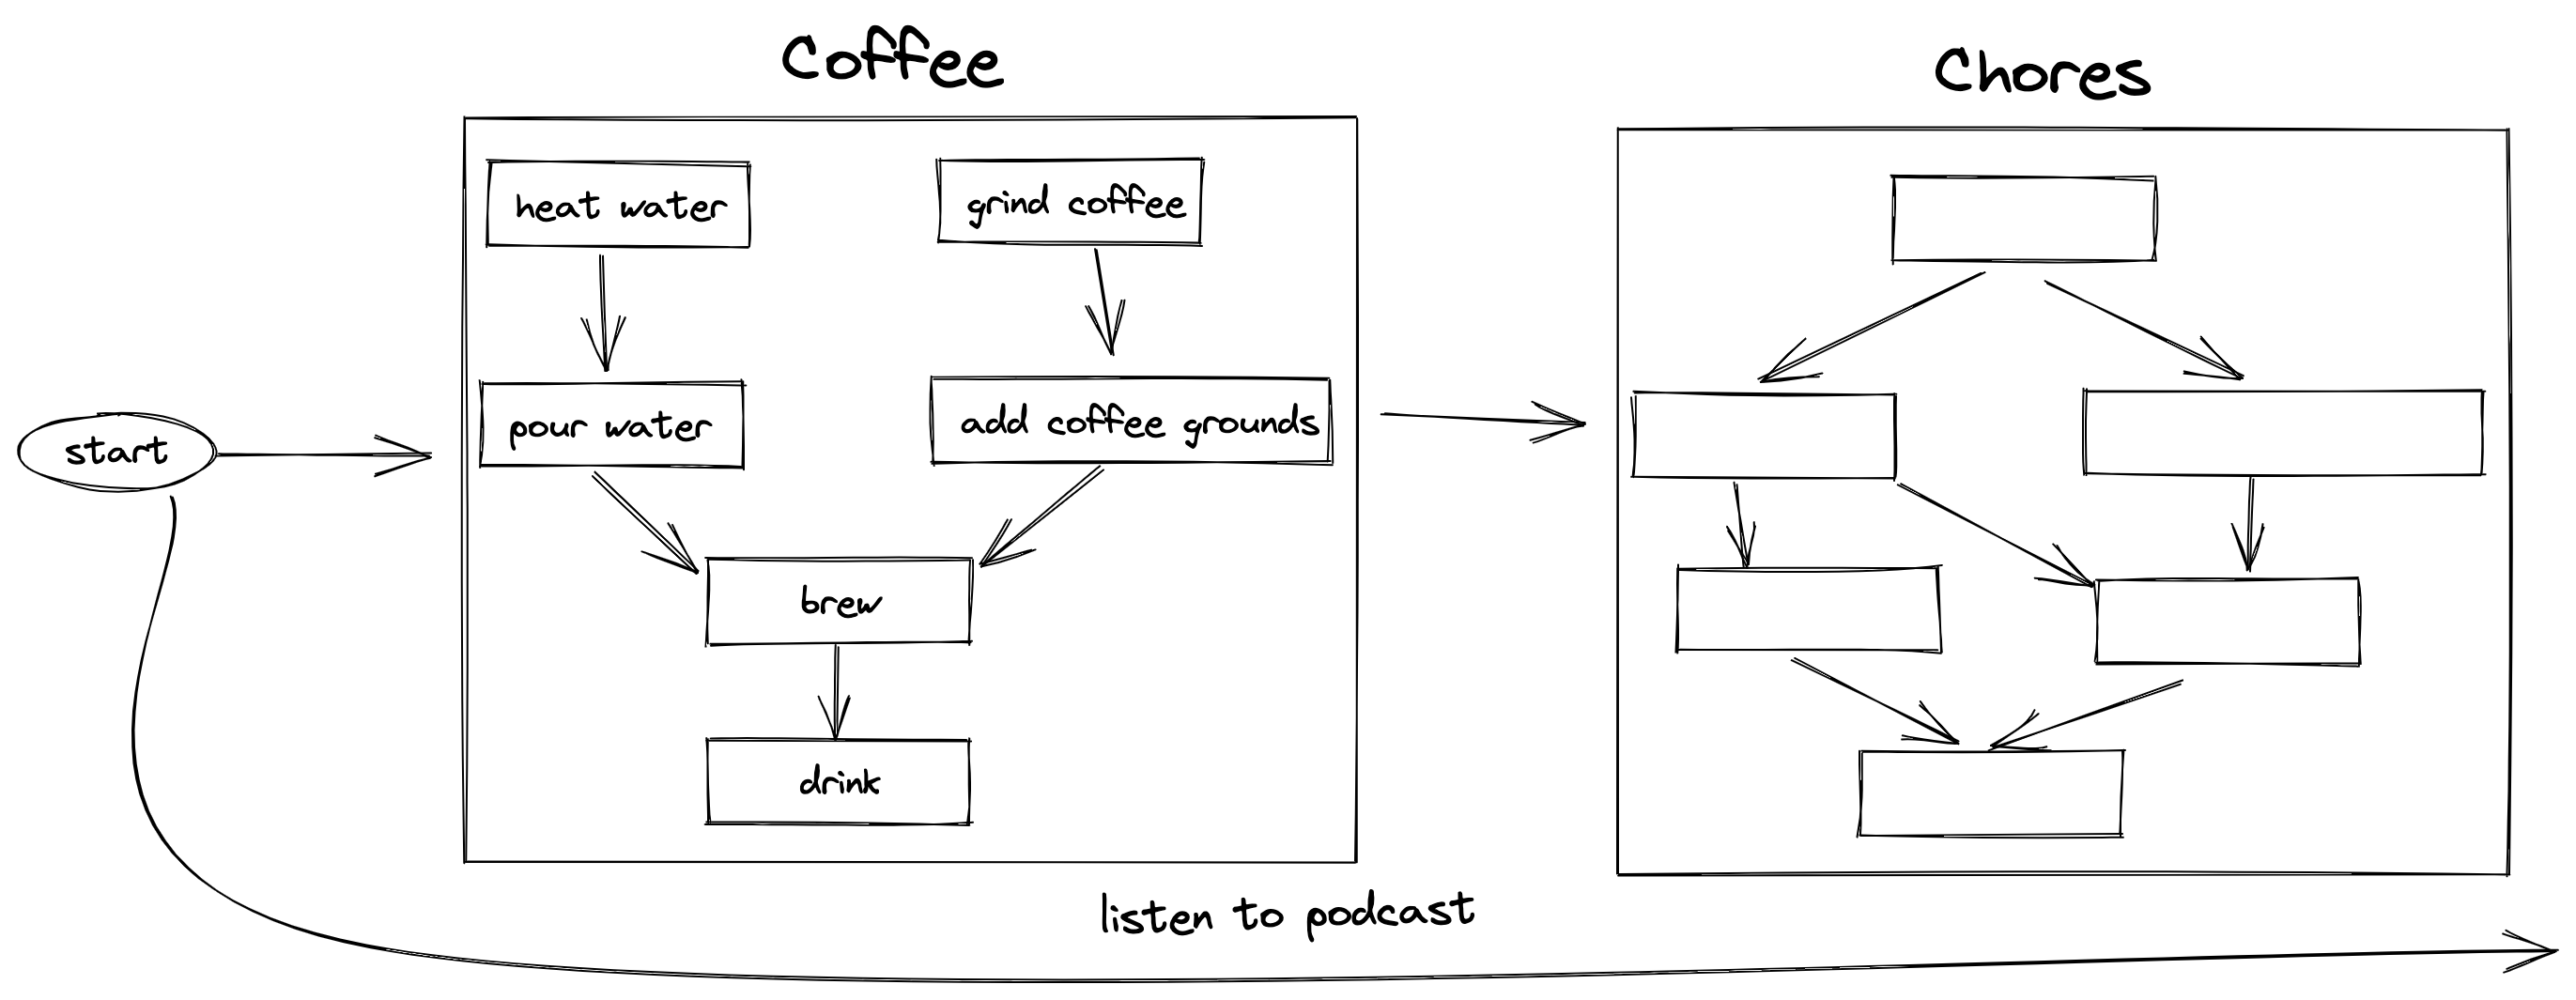 Coffee
Chores
heat water
grind coffee
pour water
add coffee grounds
start
brew
drink
listen to podcast